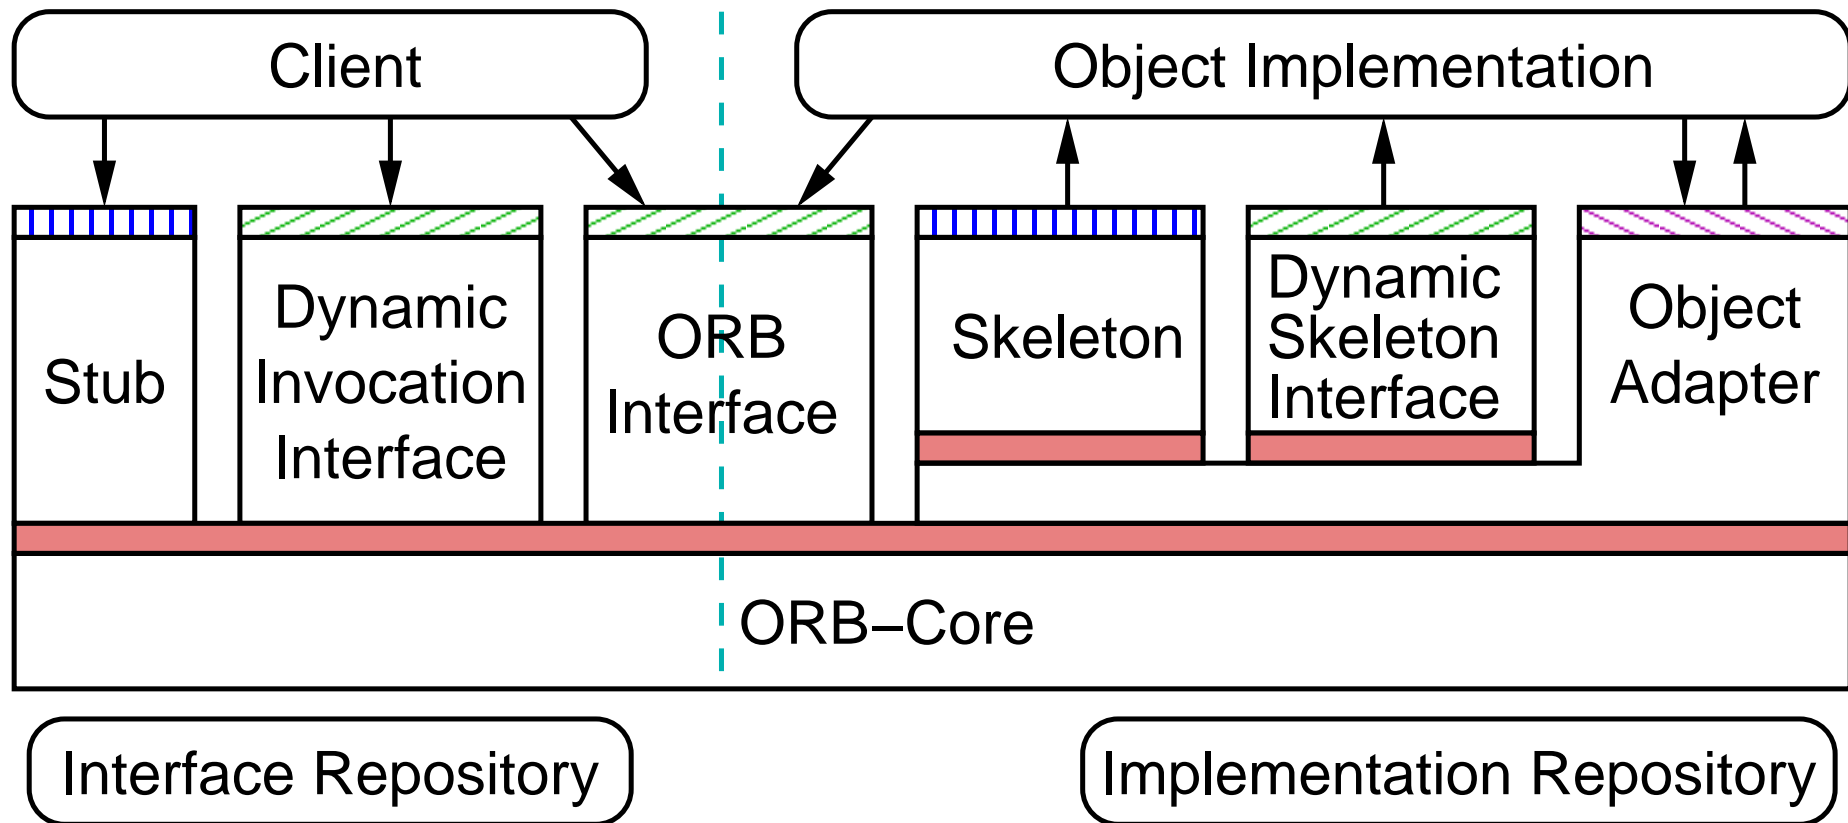 Client
Object Implementation
Stub
Dynamic
Invocation
Interface
ORB
Interface
Skeleton
Dynamic
Skeleton
Interface
Object
Adapter
ORB–Core
Interface Repository
Implementation Repository